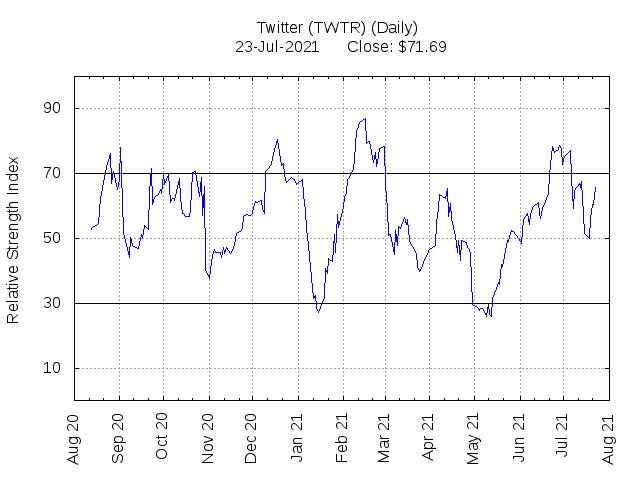 Twitter (TWTR) (Daily)
23-Jul-2021 Close: $71.69
Relative Strength Index
90
70
50
30
10
Aug 20
Sep 20
Oct 20
Nov 20
Dec 20
Jan 21
Feb 21
Mar 21
Apr 21
May 21
Jun 21
Jul 21
Aug 21